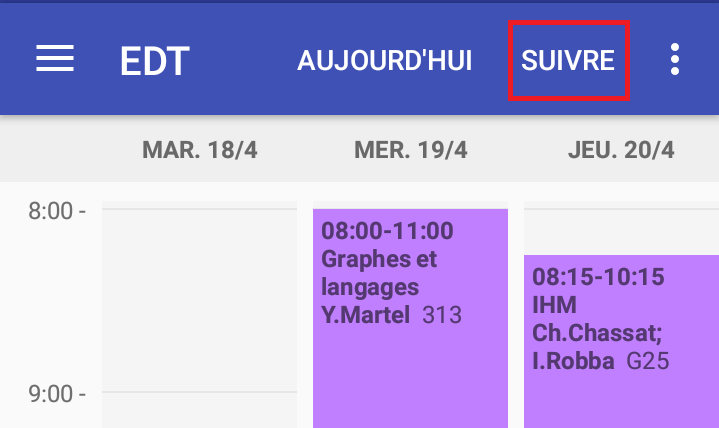 EDT AUJOURD'HUI SUIVRE
MAR. 18/4 MER. 19/4 JEU. 20/4
8:00 -
08:00-11:00
Graphes et
langages
Y.Martel 313
08:15-10:15
IHM
Ch.Chassat;
I.Robba G25
9:00 -